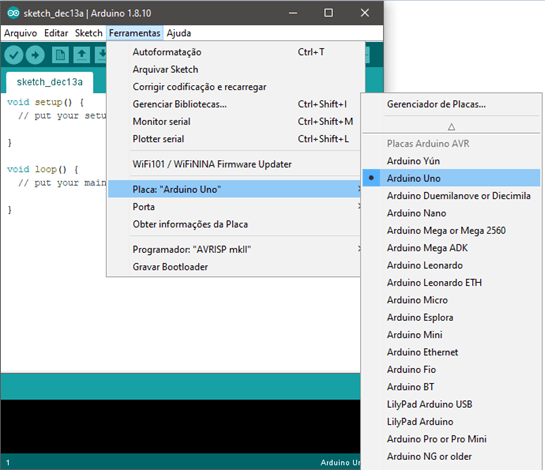 sketch_dec13a | Arduino 1.8.10
Arquivo Editar Sketch Ferramentas Ajuda
sketch_dec13a
void setup() {
// put your setu
}
void loop() {
// put your main
}
Autoformatação Ctrl+T
Arquivar Sketch
Corrigir codificação e recarregar
Gerenciar Bibliotecas... Ctrl+Shift+I
Monitor serial Ctrl+Shift+M
Plotter serial Ctrl+Shift+L
WiFi101 / WiFiNINA Firmware Updater
Placa: "Arduino Uno"
Porta
Obter informações da Placa
Programador: "AVRISP mkII"
Gravar Bootloader
Gerenciador de Placas...
Placas Arduino AVR
Arduino Yún
Arduino Uno
Arduino Duemilanove or Diecimila
Arduino Nano
Arduino Mega or Mega 2560
Arduino Mega ADK
Arduino Leonardo
Arduino Leonardo ETH
Arduino Micro
Arduino Esplora
Arduino Mini
Arduino Ethernet
Arduino Fio
Arduino BT
LilyPad Arduino USB
LilyPad Arduino
Arduino Pro or Pro Mini
Arduino NG or older
1 Arduino Un